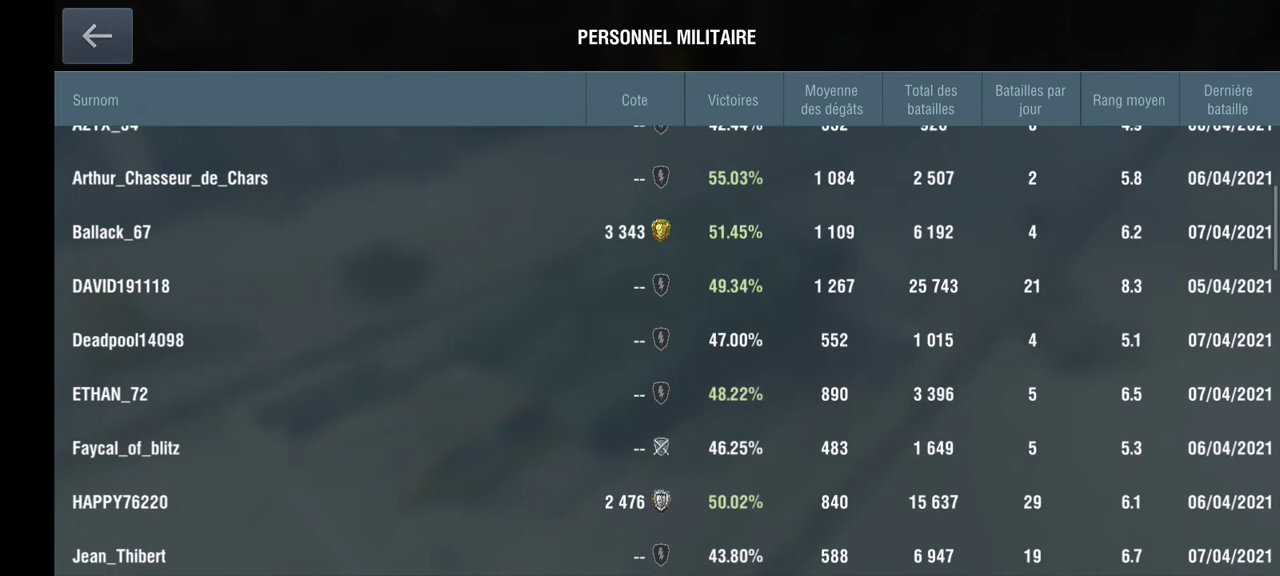 PERSONNEL MILITAIRE
Surnom Cote Victoires Moyenne des dégâts Total des batailles Batailles par jour Rang moyen Dernière bataille
Arthur_Chasseur_de_Chars -- 55.03% 1 084 2 507 2 5.8 06/04/2021
Ballack_67 3 343 51.45% 1 109 6 192 4 6.2 07/04/2021
DAVID191118 -- 49.34% 1 267 25 743 21 8.3 05/04/2021
Deadpool14098 -- 47.00% 552 1 015 4 5.1 07/04/2021
ETHAN_72 -- 48.22% 890 3 396 5 6.5 07/04/2021
Faycal_of_blitz -- 46.25% 483 1 649 5 5.3 06/04/2021
HAPPY76220 2 476 50.02% 840 15 637 29 6.1 06/04/2021
Jean_Thibert -- 43.80% 588 6 947 19 6.7 07/04/2021